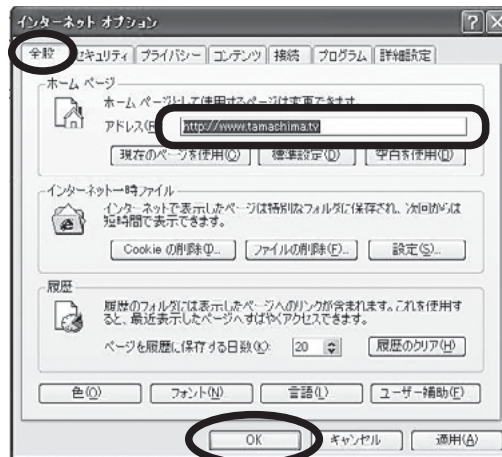 インターネット オプション
全般 セキュリティ プライバシー コンテンツ 接続 プログラム 詳細設定
ホーム ページ
ホーム ページとして使用するページは変更できます。
アドレス(R): http://www.tamachima.tv
現在のページを使用(C) 標準設定(D) 空白を使用(B)
インターネット一時ファイル
インターネットで表示したページは特別なフォルダに保存され、次回からは
短時間で表示できます。
Cookie の削除(I)... ファイルの削除(F)... 設定(S)...
履歴
履歴のフォルダには表示したページへのリンクが含まれます。これを使用す
ると、最近表示したページへすばやくアクセスできます。
ページを履歴に保存する日数(K): 20 履歴のクリア(H)
色(O) フォント(N) 言語(L) ユーザー補助(E)
OK キャンセル 適用(A)